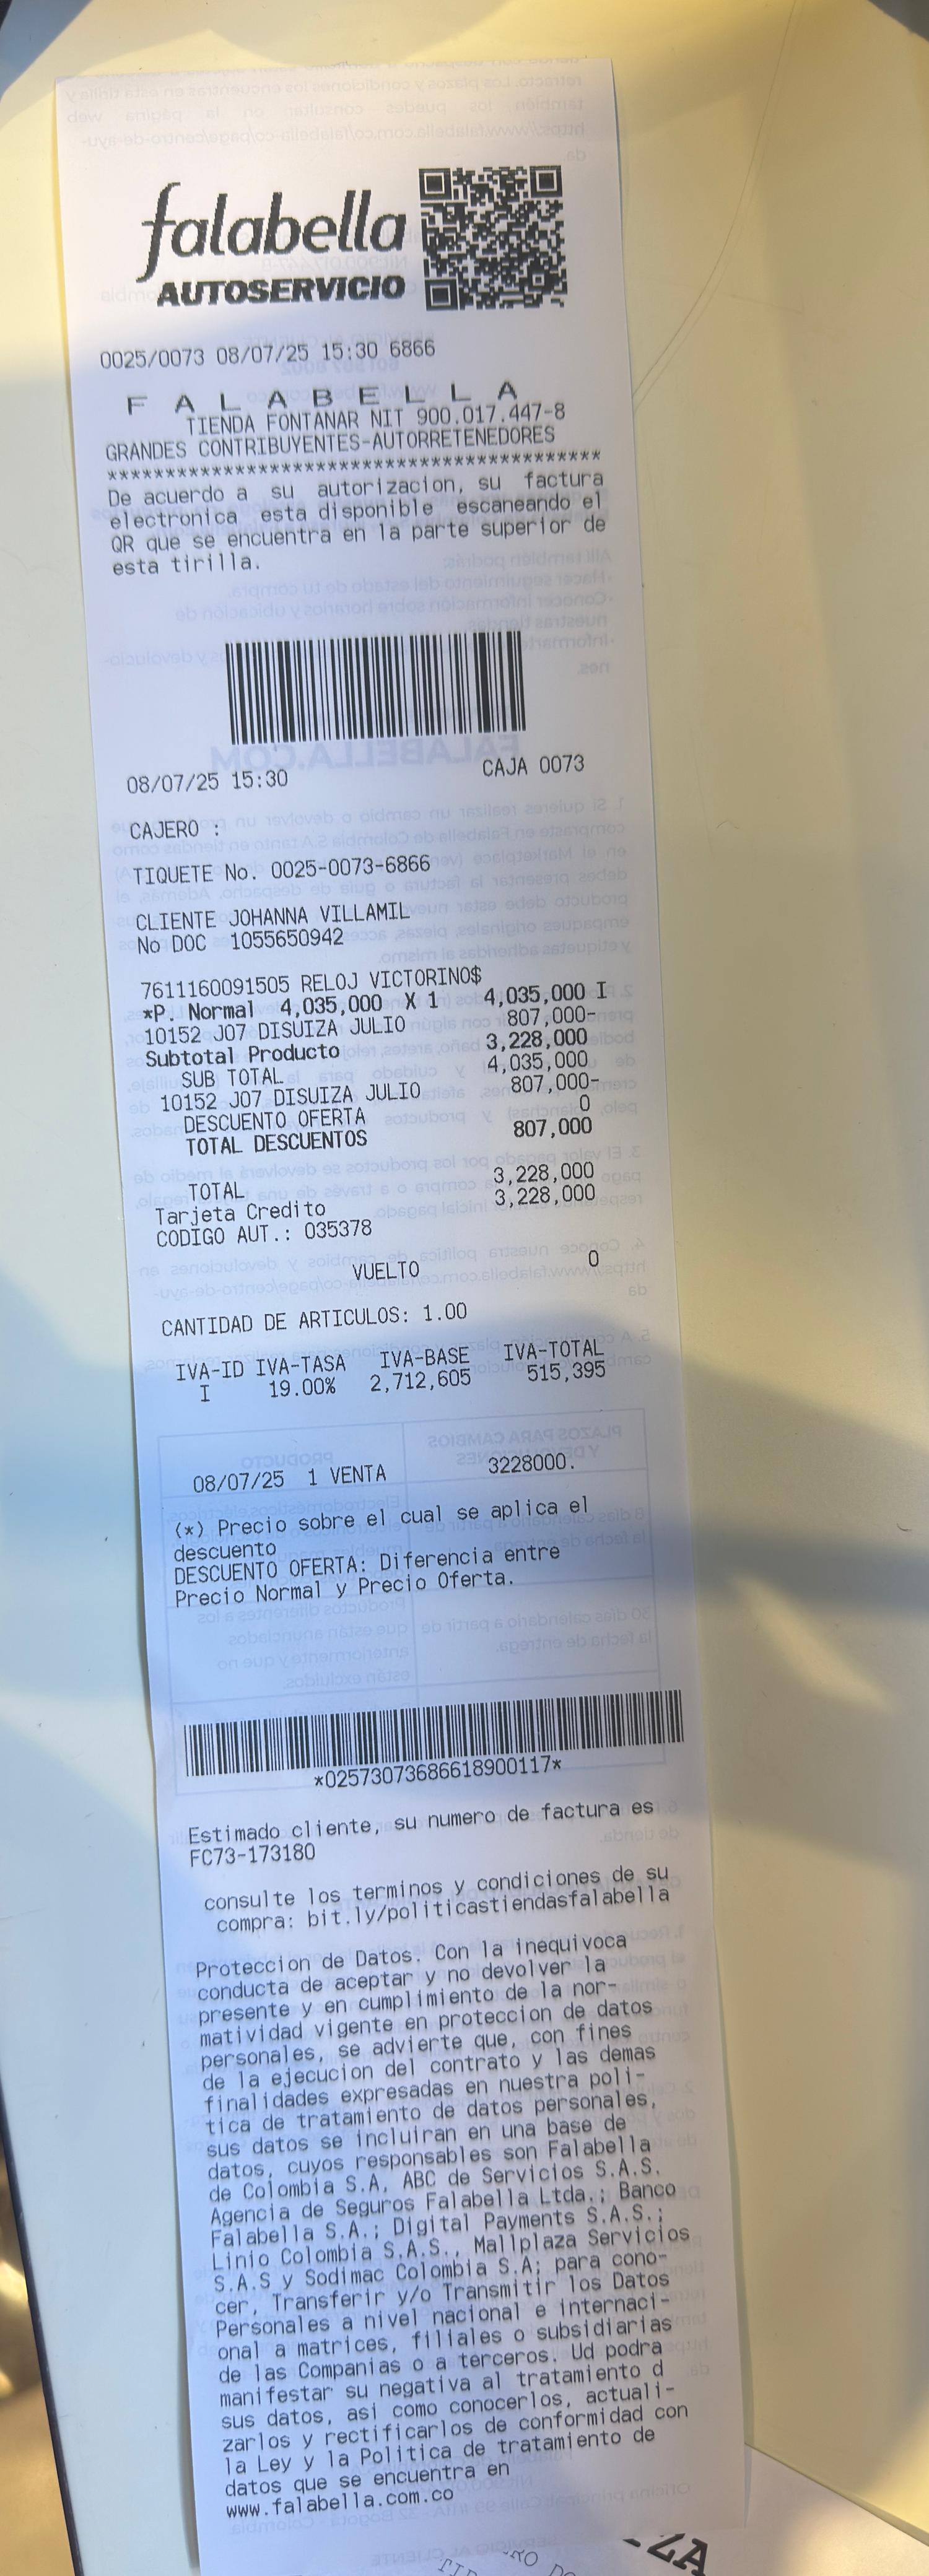 falabella
AUTOSERVICIO
0025/0073 08/07/25 15:30 6866
F A L A B E L L A
TIENDA FONTANAR NIT 900.017.447-8
GRANDES CONTRIBUYENTES-AUTORRETENEDORES
******************************************
De acuerdo a su autorizacion, su factura
electronica esta disponible escaneando el
QR que se encuentra en la parte superior de
esta tirilla.
08/07/25 15:30 CAJA 0073
CAJERO :
TIQUETE No. 0025-0073-6866
CLIENTE JOHANNA VILLAMIL
No DOC 1055650942
7611160091505 RELOJ VICTORINO$
*P. Normal 4,035,000 X 1 4,035,000 I
10152 J07 DISUIZA JULIO 807,000-
Subtotal Producto 3,228,000
SUB TOTAL 4,035,000
10152 J07 DISUIZA JULIO 807,000-
DESCUENTO OFERTA 0
TOTAL DESCUENTOS 807,000
TOTAL 3,228,000
Tarjeta Credito 3,228,000
CODIGO AUT.: 035378
VUELTO 0
CANTIDAD DE ARTICULOS: 1.00
IVA-ID IVA-TASA IVA-BASE IVA-TOTAL
I 19.00% 2,712,605 515,395
08/07/25 1 VENTA 3228000.
(*) Precio sobre el cual se aplica el
descuento
DESCUENTO OFERTA: Diferencia entre
Precio Normal y Precio Oferta.
*02573073686618900117*
Estimado cliente, su numero de factura es
FC73-173180
consulte los terminos y condiciones de su
compra: bit.ly/politicastiendasfalabella
Proteccion de Datos. Con la inequivoca
conducta de aceptar y no devolver la
presente y en cumplimiento de la nor-
matividad vigente en proteccion de datos
personales, se advierte que, con fines
de la ejecucion del contrato y las demas
finalidades expresadas en nuestra poli-
tica de tratamiento de datos personales,
sus datos se incluiran en una base de
datos, cuyos responsables son Falabella
de Colombia S.A, ABC de Servicios S.A.S.
Agencia de Seguros Falabella Ltda.; Banco
Falabella S.A.; Digital Payments S.A.S.;
Linio Colombia S.A.S., Mallplaza Servicios
S.A.S y Sodimac Colombia S.A; para cono-
cer, Transferir y/o Transmitir los Datos
Personales a nivel nacional e internaci-
onal a matrices, filiales o subsidiarias
de las Companias o a terceros. Ud podra
manifestar su negativa al tratamiento d
sus datos, asi como conocerlos, actuali-
zarlos y rectificarlos de conformidad con
la Ley y la Politica de tratamiento de
datos que se encuentra en
www.falabella.com.co